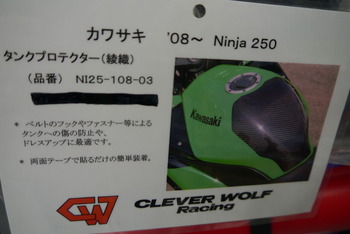 カワサキ '08～ Ninja 250
タンクプロテクター（綾織）
（品番） NI25-108-03
＊ ベルトのフックやファスナー等による
タンクへの傷の防止や、
ドレスアップに最適です。
＊ 両面テープで貼るだけの簡単装着。
Kawasaki
CW
CLEVER WOLF
Racing